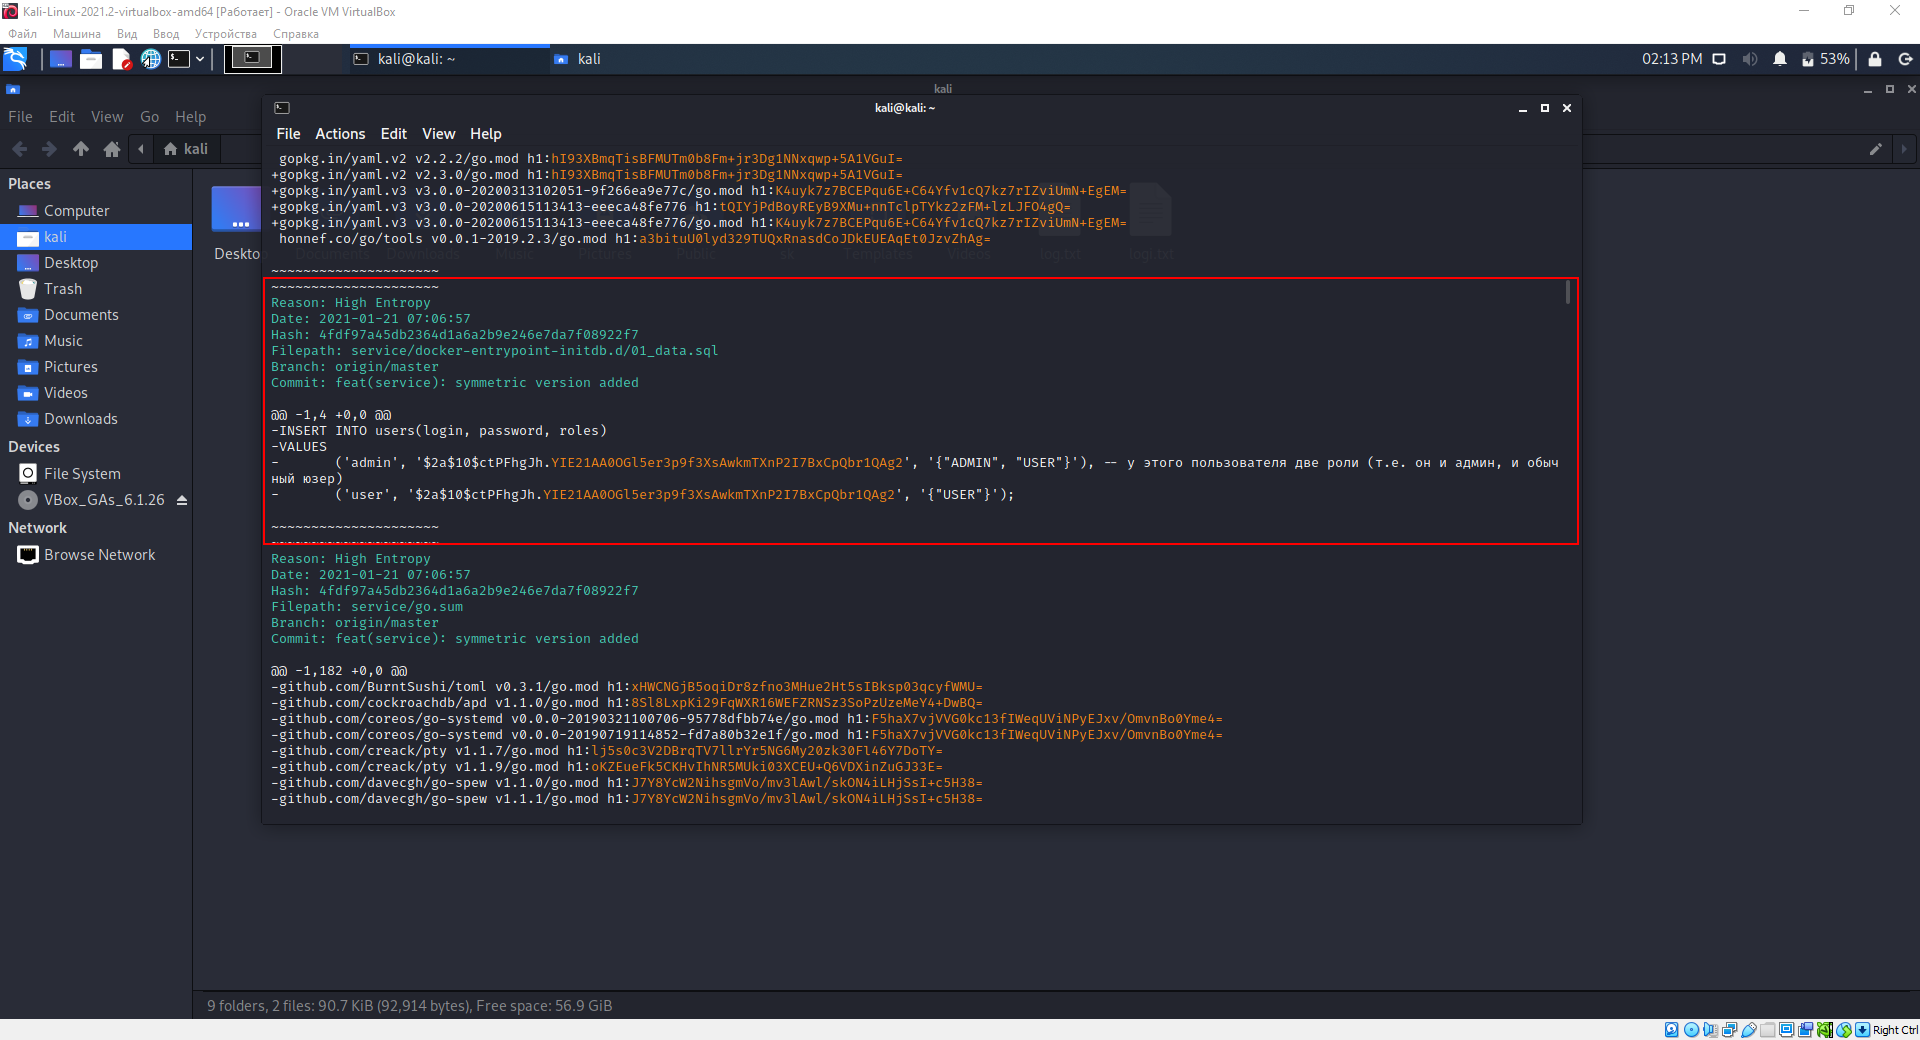 Kali-Linux-2021.2-virtualbox-amd64 [Работает] - Oracle VM VirtualBox
Файл Машина Вид Ввод Устройства Справка
kali@kali: ~ kali 02:13 PM 53%
kali
File Edit View Go Help
kali
Places
Computer
kali
Desktop
Trash
Documents
Music
Pictures
Videos
Downloads
Devices
File System
VBox_GAs_6.1.26
Network
Browse Network
Deskto
kali@kali: ~
File Actions Edit View Help
gopkg.in/yaml.v2 v2.2.2/go.mod h1:hI93XBmqTisBFMUTm0b8Fm+jr3Dg1NNxqwp+5A1VGuI=
+gopkg.in/yaml.v2 v2.3.0/go.mod h1:hI93XBmqTisBFMUTm0b8Fm+jr3Dg1NNxqwp+5A1VGuI=
+gopkg.in/yaml.v3 v3.0.0-20200313102051-9f266ea9e77c/go.mod h1:K4uyk7z7BCEPqu6E+C64Yfv1cQ7kz7rIZviUmN+EgEM=
+gopkg.in/yaml.v3 v3.0.0-20200615113413-eeeca48fe776 h1:tQIYjPdBoyREyB9XMu+nnTclpTYkz2zFM+lzLJFO4gQ=
+gopkg.in/yaml.v3 v3.0.0-20200615113413-eeeca48fe776/go.mod h1:K4uyk7z7BCEPqu6E+C64Yfv1cQ7kz7rIZviUmN+EgEM=
honnef.co/go/tools v0.0.1-2019.2.3/go.mod h1:a3bituU0lyd329TUQxRnasdCoJDkEUEAqEt0JzvZhAg=
~~~~~~~~~~~~~~~~~~~~~
~~~~~~~~~~~~~~~~~~~~~
Reason: High Entropy
Date: 2021-01-21 07:06:57
Hash: 4fdf97a45db2364d1a6a2b9e246e7da7f08922f7
Filepath: service/docker-entrypoint-initdb.d/01_data.sql
Branch: origin/master
Commit: feat(service): symmetric version added
@@ -1,4 +0,0 @@
-INSERT INTO users(login, password, roles)
-VALUES
- ('admin', '$2a$10$ctPFhgJh.YIE21AA0OGl5er3p9f3XsAwkmTXnP2I7BxCpQbr1QAg2', '{"ADMIN", "USER"}'), -- у этого пользователя две роли (т.е. он и админ, и обыч
ный юзер)
- ('user', '$2a$10$ctPFhgJh.YIE21AA0OGl5er3p9f3XsAwkmTXnP2I7BxCpQbr1QAg2', '{"USER"}');
~~~~~~~~~~~~~~~~~~~~~
~~~~~~~~~~~~~~~~~~~~~
Reason: High Entropy
Date: 2021-01-21 07:06:57
Hash: 4fdf97a45db2364d1a6a2b9e246e7da7f08922f7
Filepath: service/go.sum
Branch: origin/master
Commit: feat(service): symmetric version added
@@ -1,182 +0,0 @@
-github.com/BurntSushi/toml v0.3.1/go.mod h1:xHWCNGjB5oqiDr8zfno3MHue2Ht5sIBksp03qcyfWMU=
-github.com/cockroachdb/apd v1.1.0/go.mod h1:8Sl8LxpKi29FqWXR16WEFZRNSz3SoPzUzeMeY4+DwBQ=
-github.com/coreos/go-systemd v0.0.0-20190321100706-95778dfbb74e/go.mod h1:F5haX7vjVVG0kc13fIWeqUViNPyEJxv/OmvnBo0Yme4=
-github.com/coreos/go-systemd v0.0.0-20190719114852-fd7a80b32e1f/go.mod h1:F5haX7vjVVG0kc13fIWeqUViNPyEJxv/OmvnBo0Yme4=
-github.com/creack/pty v1.1.7/go.mod h1:lj5s0c3V2DBrqTV7llrYr5NG6My20zk30Fl46Y7DoTY=
-github.com/creack/pty v1.1.9/go.mod h1:oKZEueFk5CKHvIhNR5MUki03XCEU+Q6VDXinZuGJ33E=
-github.com/davecgh/go-spew v1.1.0/go.mod h1:J7Y8YcW2NihsgmVo/mv3lAwl/skON4iLHjSsI+c5H38=
-github.com/davecgh/go-spew v1.1.1/go.mod h1:J7Y8YcW2NihsgmVo/mv3lAwl/skON4iLHjSsI+c5H38=
9 folders, 2 files: 90.7 KiB (92,914 bytes), Free space: 56.9 GiB
Right Ctrl